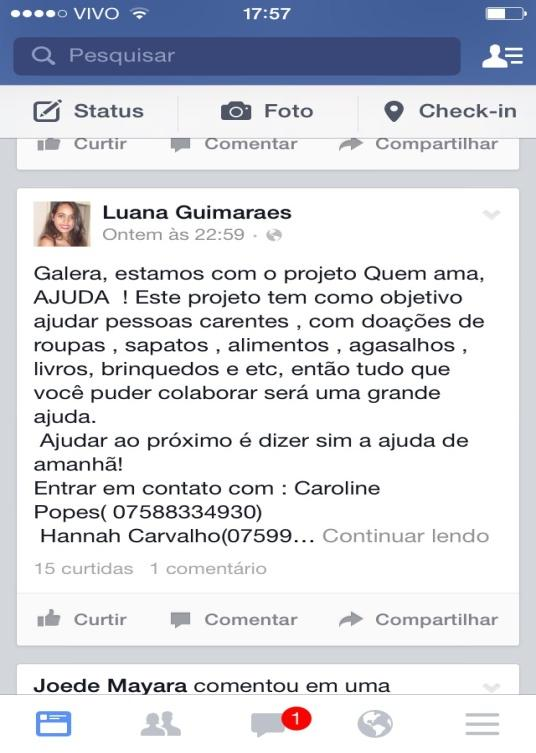 VIVO 17:57
Pesquisar
Status Foto Check-in
Curtir Comentar Compartilhar
Luana Guimaraes
Ontem às 22:59 ·
Galera, estamos com o projeto Quem ama,
AJUDA ! Este projeto tem como objetivo
ajudar pessoas carentes , com doações de
roupas , sapatos , alimentos , agasalhos ,
livros, brinquedos e etc, então tudo que
você puder colaborar será uma grande
ajuda.
Ajudar ao próximo é dizer sim a ajuda de
amanhã!
Entrar em contato com : Caroline
Popes( 07588334930)
Hannah Carvalho(07599... Continuar lendo
15 curtidas 1 comentário
Curtir Comentar Compartilhar
Joede Mayara comentou em uma
1